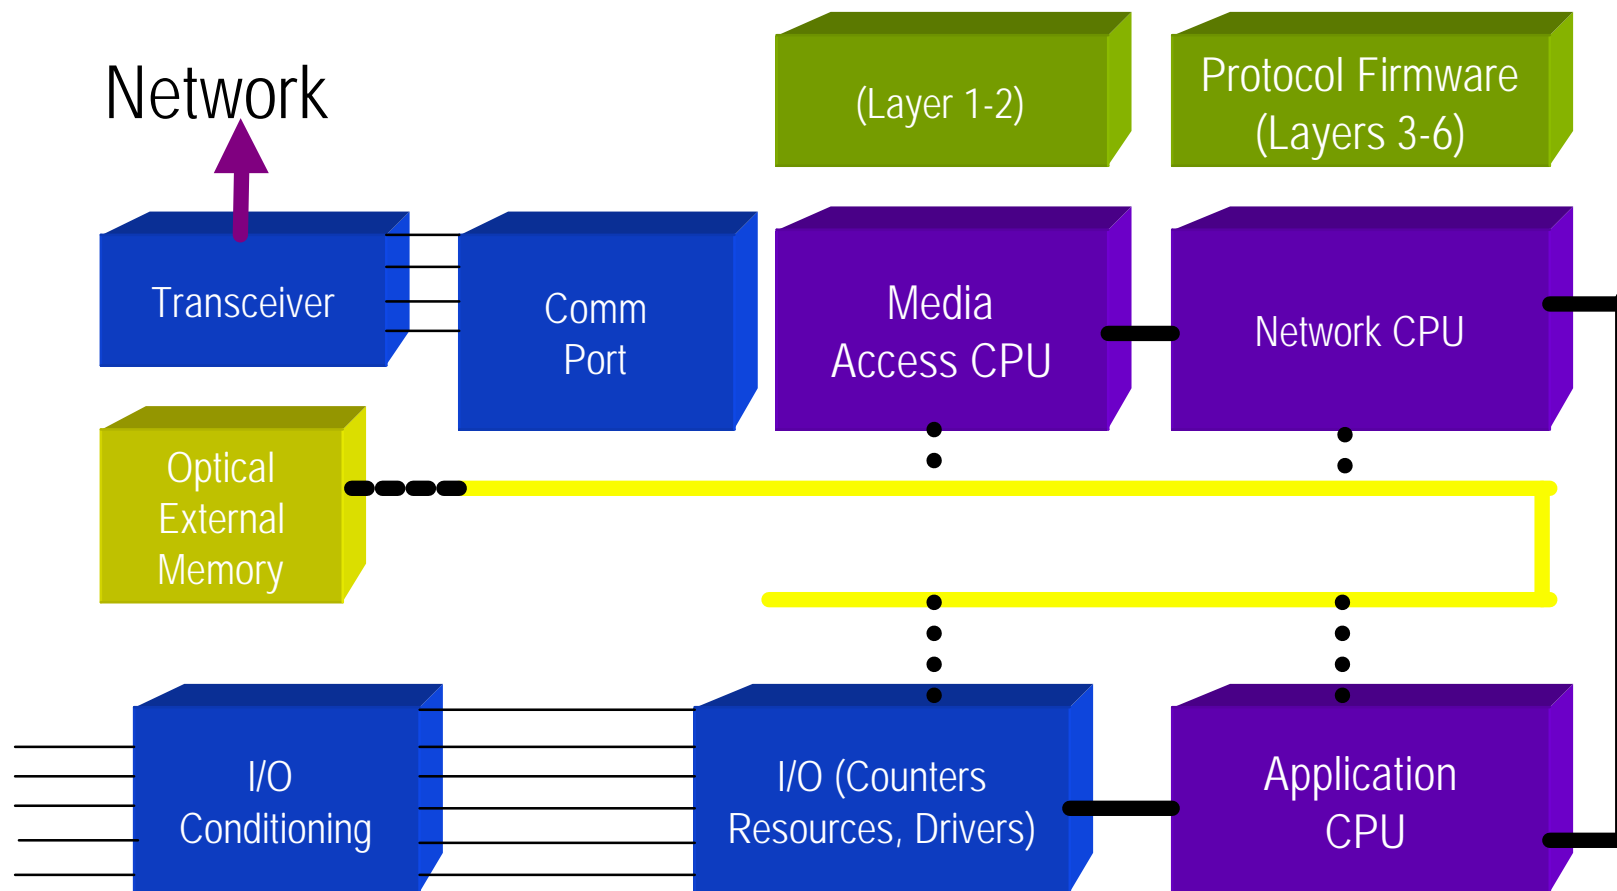 Network
(Layer 1-2)
Protocol Firmware
(Layers 3-6)
Transceiver
Comm
Port
Media
Access CPU
Network CPU
Optical
External
Memory
I/O
Conditioning
I/O (Counters
Resources, Drivers)
Application
CPU